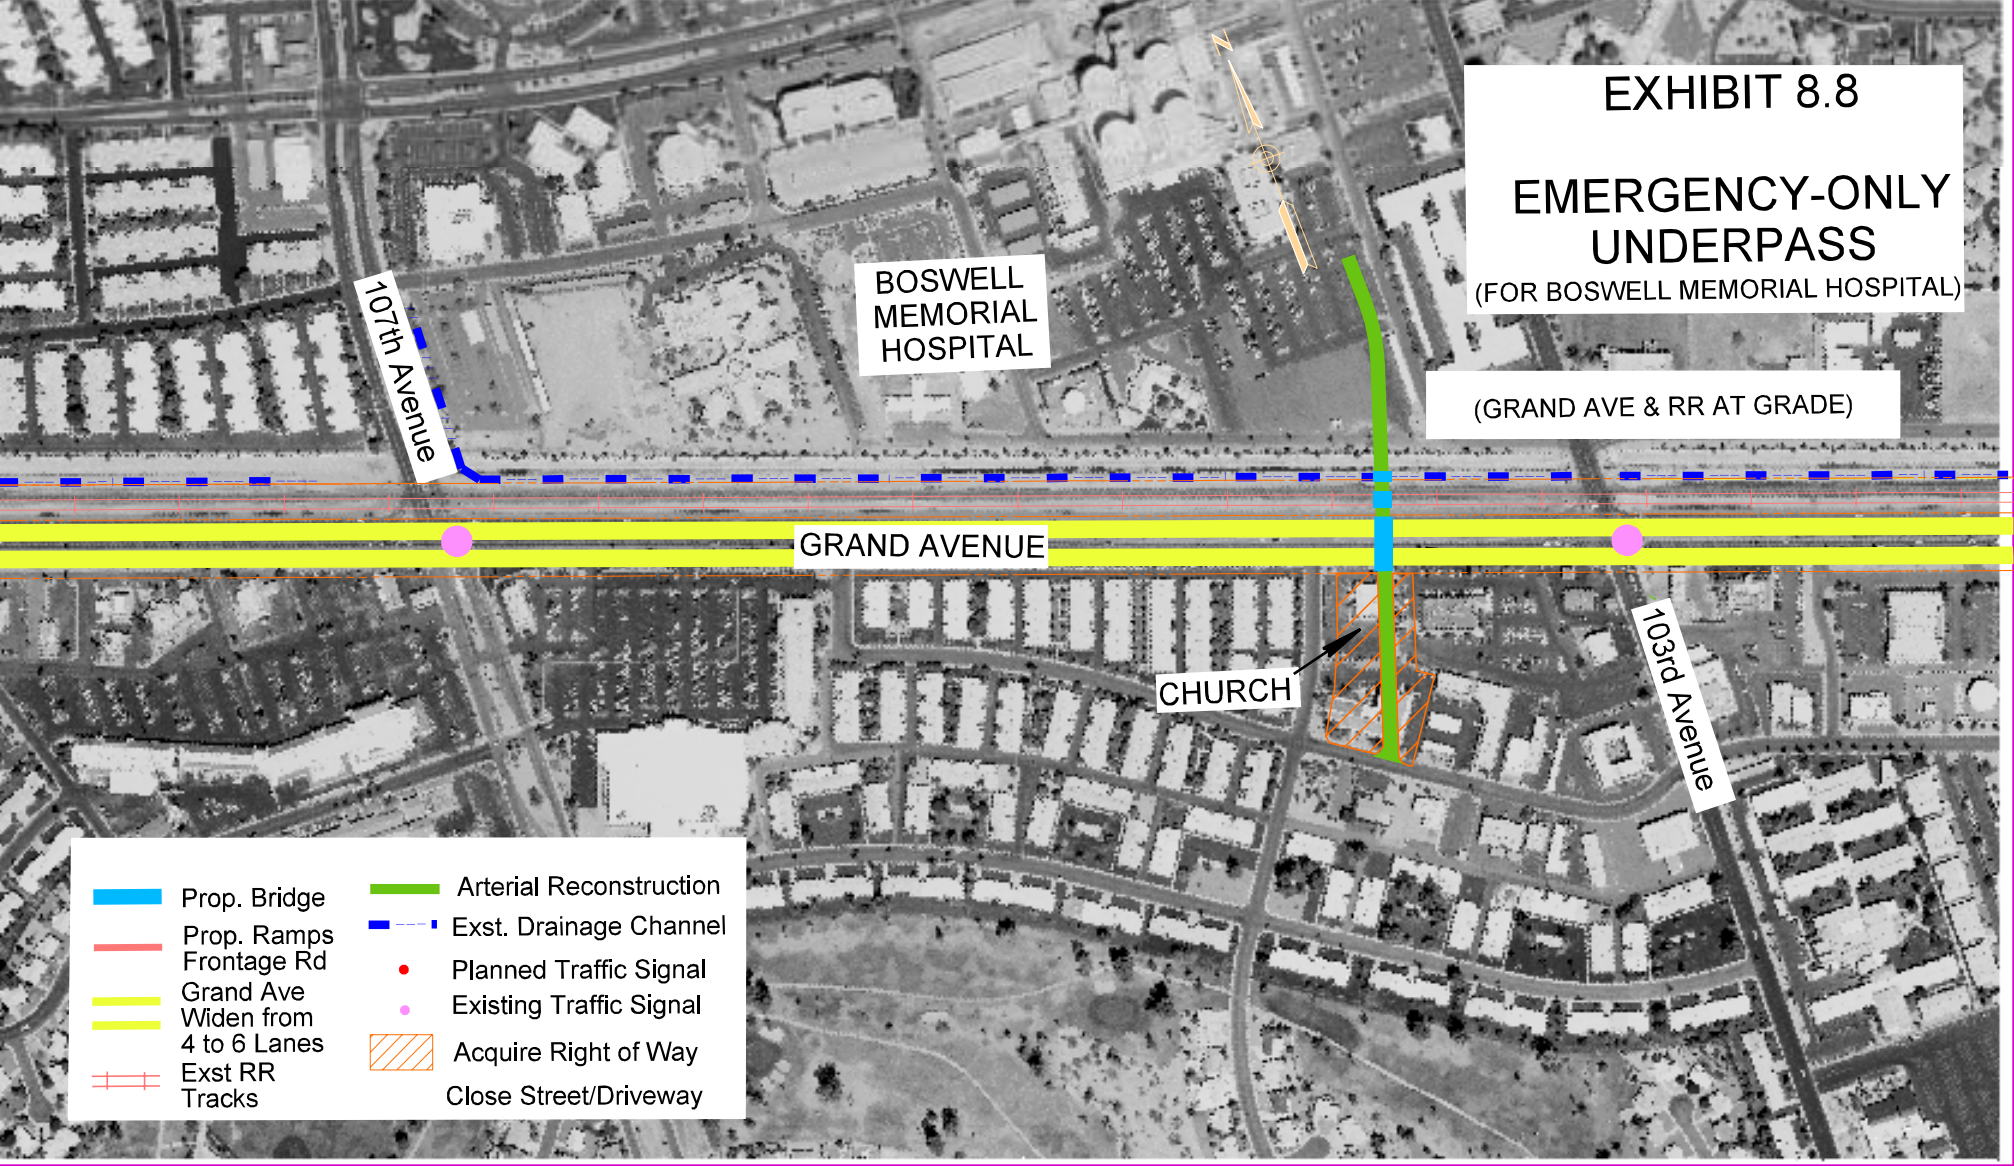 EXHIBIT 8.8
EMERGENCY-ONLY
UNDERPASS
(FOR BOSWELL MEMORIAL HOSPITAL)
(GRAND AVE & RR AT GRADE)
N
BOSWELL
MEMORIAL
HOSPITAL
107th Avenue
GRAND AVENUE
CHURCH
103rd Avenue
Prop. Bridge
Prop. Ramps
Frontage Rd
Grand Ave
Widen from
4 to 6 Lanes
Exst RR
Tracks
Arterial Reconstruction
Exst. Drainage Channel
Planned Traffic Signal
Existing Traffic Signal
Acquire Right of Way
Close Street/Driveway